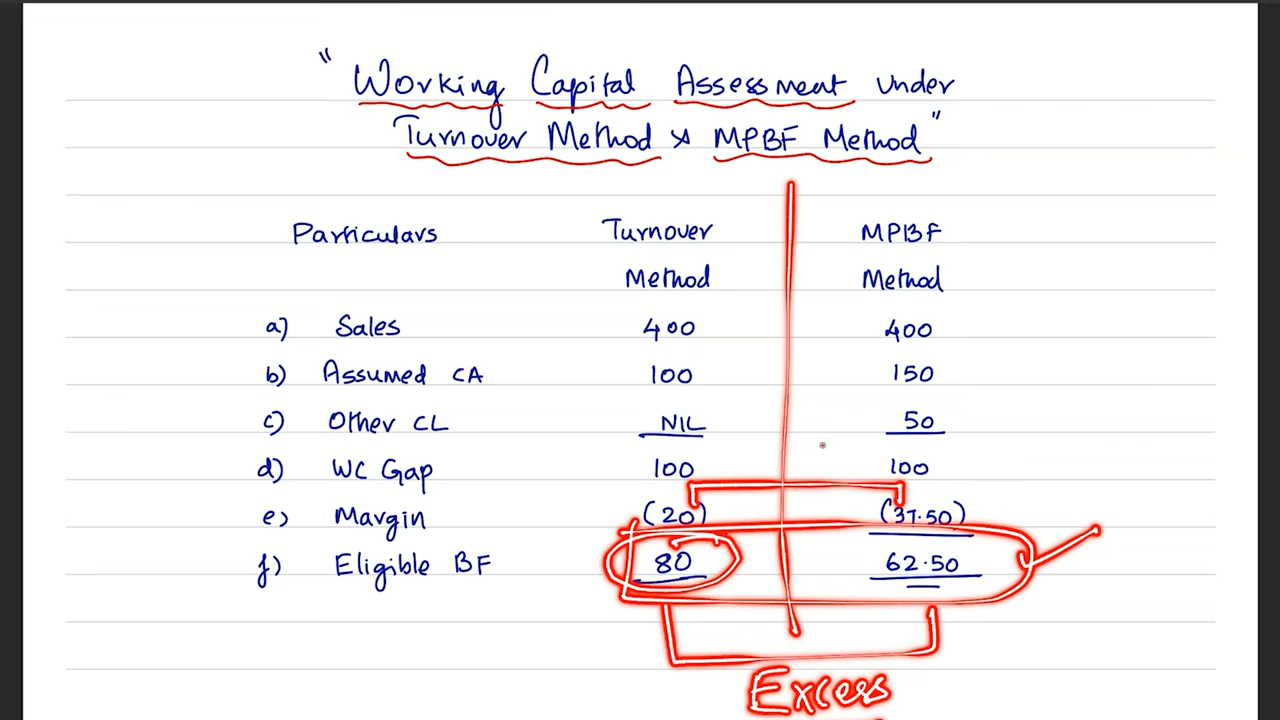 " Working Capital Assessment under
Turnover Method & MPBF Method "
Particulars Turnover Method MPBF Method
a) Sales 400 400
b) Assumed CA 100 150
c) Other CL NIL 50
d) WC Gap 100 100
e) Margin (20) (37.50)
f) Eligible BF 80 62.50
Excess